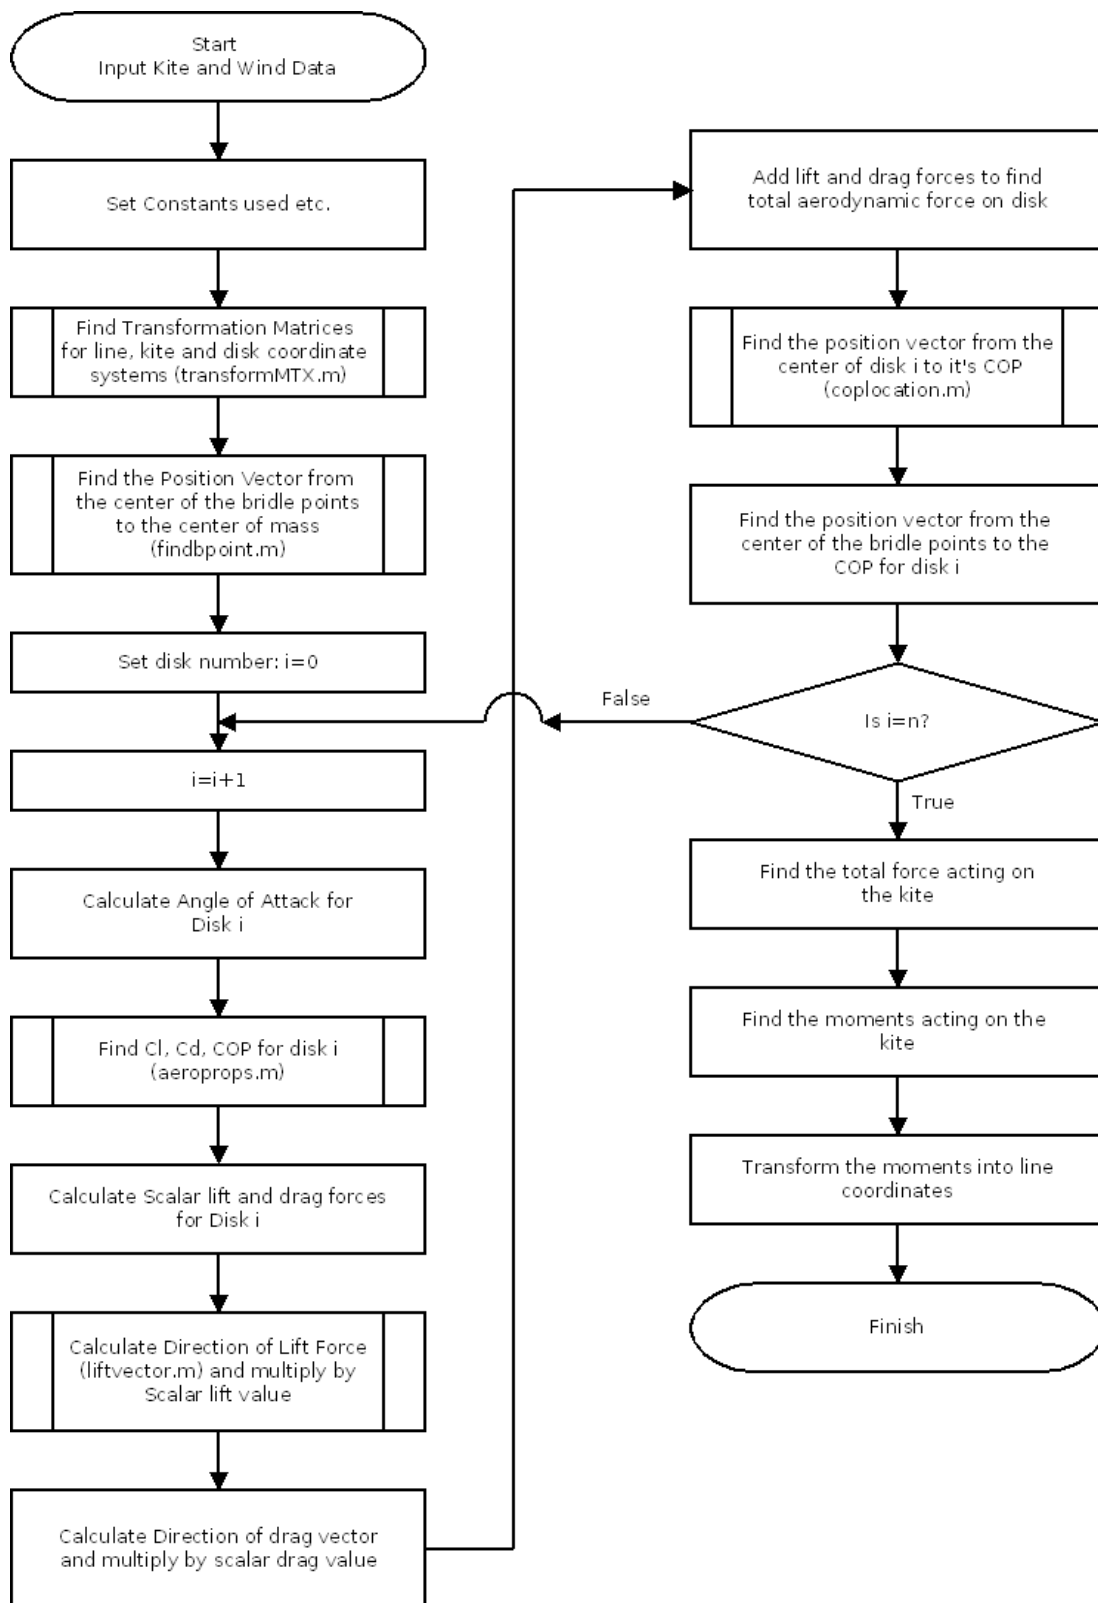 Start
Input Kite and Wind Data
Set Constants used etc.
Find Transformation Matrices
for line, kite and disk coordinate
systems (transformMTX.m)
Find the Position Vector from
the center of the bridle points
to the center of mass
(findbpoint.m)
Set disk number: i=0
i=i+1
Calculate Angle of Attack for
Disk i
Find Cl, Cd, COP for disk i
(aeroprops.m)
Calculate Scalar lift and drag forces
for Disk i
Calculate Direction of Lift Force
(liftvector.m) and multiply by
Scalar lift value
Calculate Direction of drag vector
and multiply by scalar drag value
Add lift and drag forces to find
total aerodynamic force on disk
Find the position vector from the
center of disk i to it's COP
(coplocation.m)
Find the position vector from the
center of the bridle points to the
COP for disk i
Is i=n?
False
True
Find the total force acting on
the kite
Find the moments acting on the
kite
Transform the moments into line
coordinates
Finish